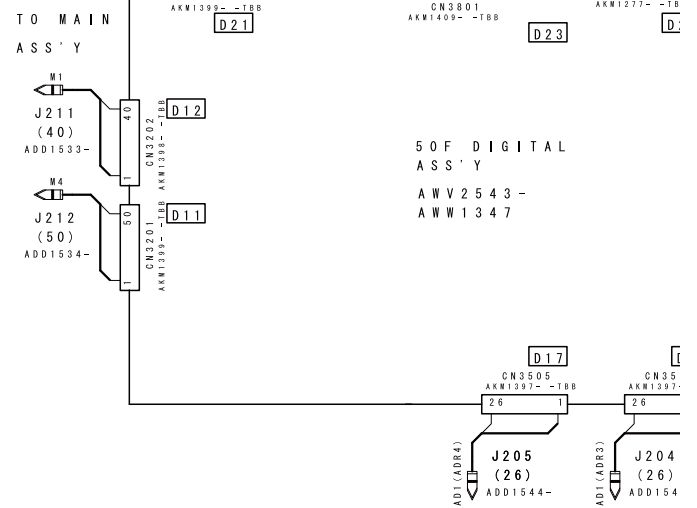 TO MAIN
ASS'Y
AKM1399- -TBB
D21
CN3801
AKM1409- -TBB
D23
AKM1277- -TB
M1
J211
(40)
ADD1533-
40
1
CN3202
AKM1398- -TBB
D12
M4
J212
(50)
ADD1534-
50
1
CN3201
AKM1399- -TBB
D11
50F DIGITAL
ASS'Y
AWV2543-
AWW1347
D17
CN3505
AKM1397- -TBB
26 1
AD1(ADR4)
J205
(26)
ADD1544-
CN35
AKM1397-
26
AD1(ADR3)
J204
(26)
ADD154